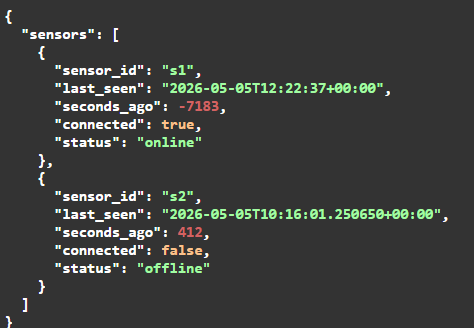 {
  "sensors": [
    {
      "sensor_id": "s1",
      "last_seen": "2026-05-05T12:22:37+00:00",
      "seconds_ago": -7183,
      "connected": true,
      "status": "online"
    },
    {
      "sensor_id": "s2",
      "last_seen": "2026-05-05T10:16:01.250650+00:00",
      "seconds_ago": 412,
      "connected": false,
      "status": "offline"
    }
  ]
}